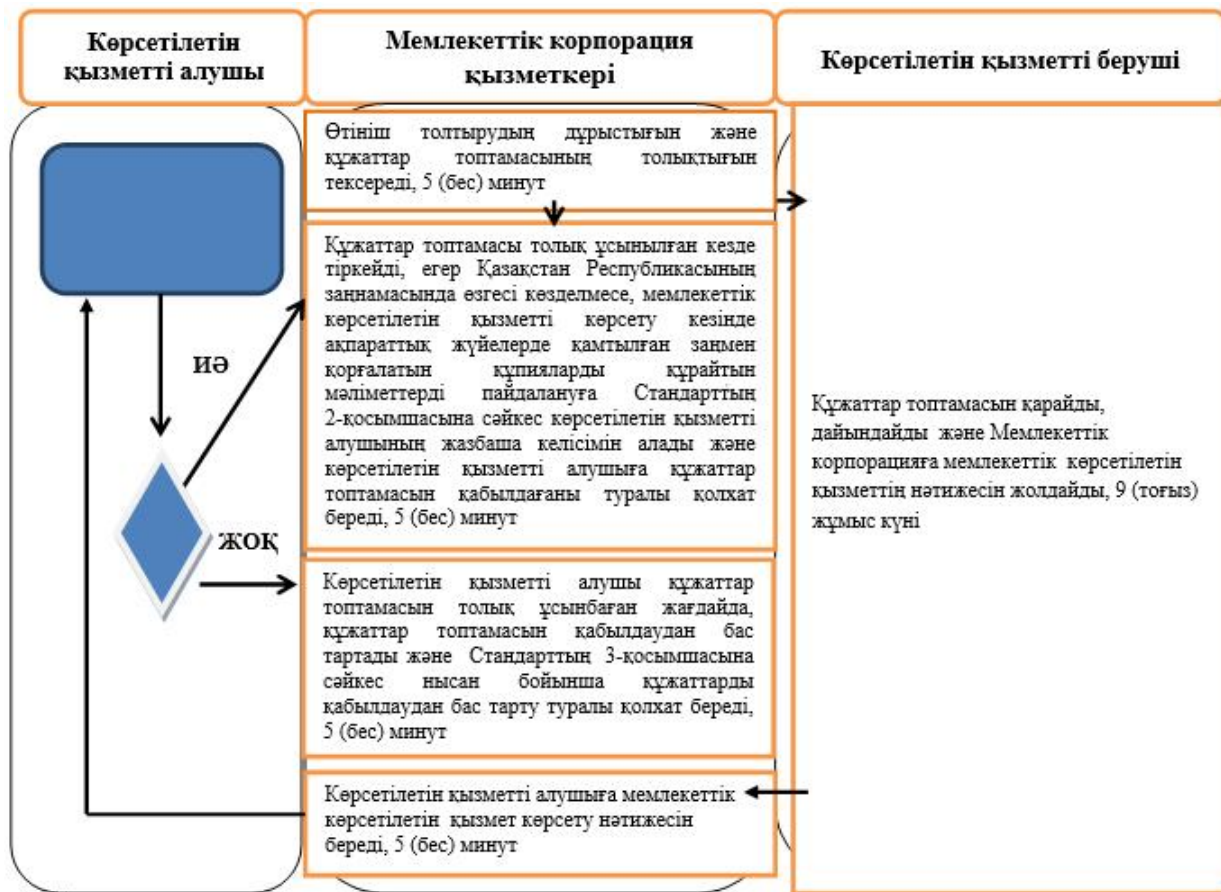 Көрсетілетін
қызметті алушы
Мемлекеттік корпорация
қызметкері
Көрсетілетін қызметті беруші
Өтініш толтырудың дұрыстығын және
құжаттар топтамасының толықтығын
тексереді, 5 (бес) минут
Құжаттар топтамасы толық ұсынылған кезде
тіркейді, егер Қазақстан Республикасының
заңнамасында өзгесі көзделмесе, мемлекеттік
көрсетілетін қызметті көрсету кезінде
ақпараттық жүйелерде қамтылған заңмен
қорғалатын құпияларды құрайтын
мәліметтерді пайдалануға Стандарттың
2-қосымшасына сәйкес көрсетілетін қызметті
алушының жазбаша келісімін алады және
көрсетілетін қызметті алушыға құжаттар
топтамасын қабылдағаны туралы қолхат
береді, 5 (бес) минут
ИӘ
ЖОҚ
Көрсетілетін қызметті алушы құжаттар
топтамасын толық ұсынбаған жағдайда,
құжаттар топтамасын қабылдаудан бас
тартады және Стандарттың 3-қосымшасына
сәйкес нысан бойынша құжаттарды
қабылдаудан бас тарту туралы қолхат береді,
5 (бес) минут
Көрсетілетін қызметті алушыға мемлекеттік
көрсетілетін қызмет көрсету нәтижесін
береді, 5 (бес) минут
Құжаттар топтамасын қарайды,
дайындайды және Мемлекеттік
корпорацияға мемлекеттік көрсетілетін
қызметтің нәтижесін жолдайды, 9 (тоғыз)
жұмыс күні